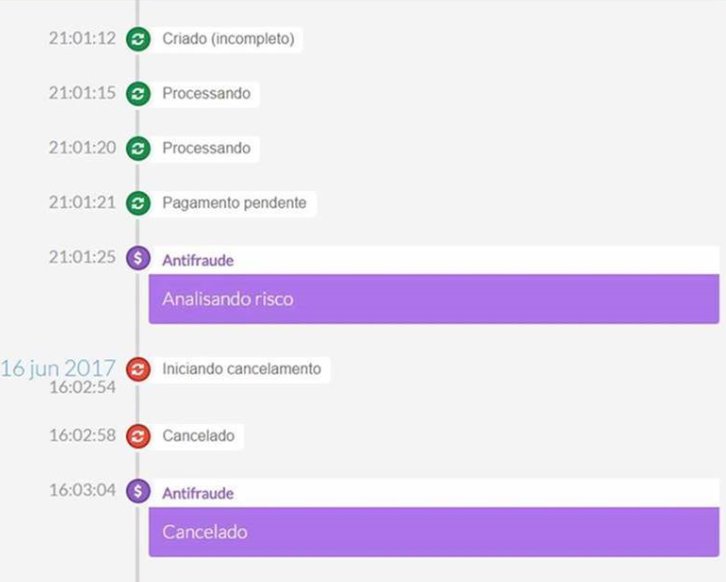 21:01:12 Criado (incompleto)
21:01:15 Processando
21:01:20 Processando
21:01:21 Pagamento pendente
21:01:25 Antifraude
Analisando risco
16 jun 2017 Iniciando cancelamento
16:02:54
16:02:58 Cancelado
16:03:04 Antifraude
Cancelado